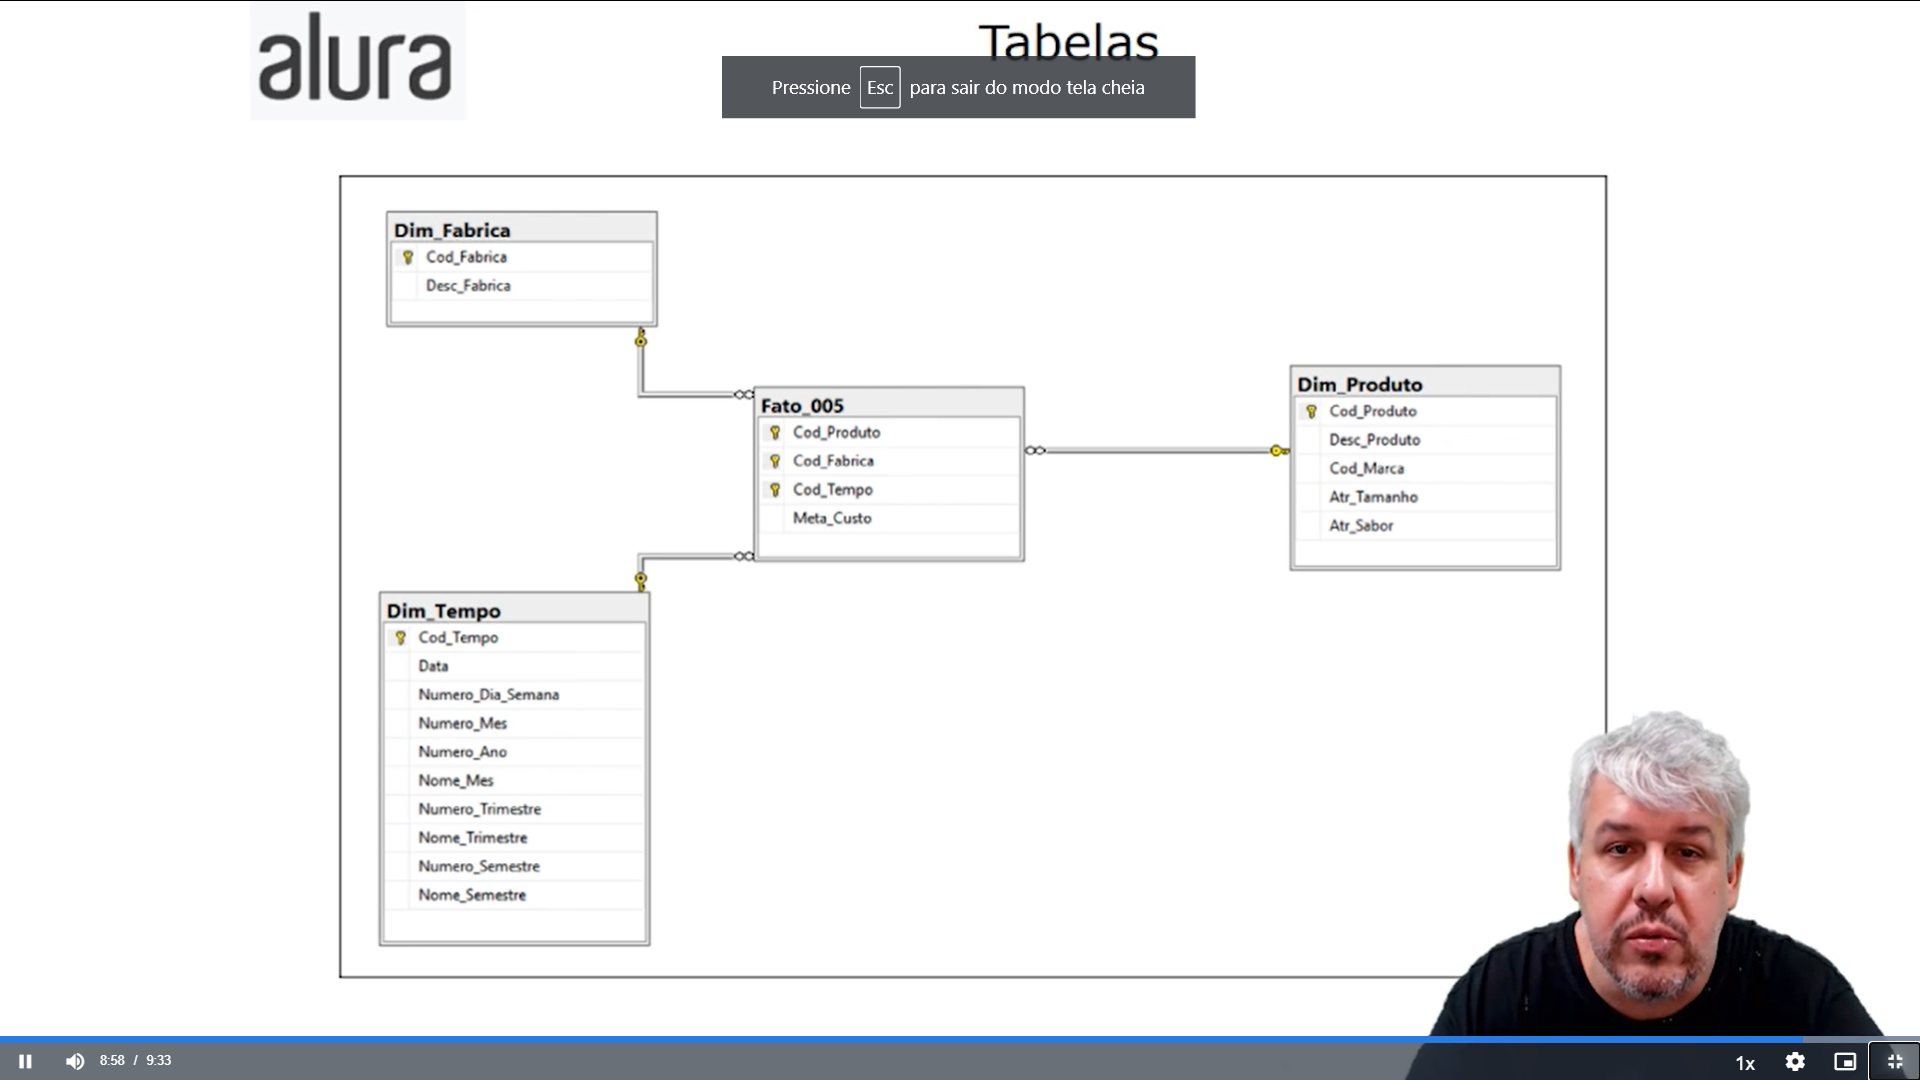 alura
Tabelas
Pressione Esc para sair do modo tela cheia
Dim_Fabrica
Cod_Fabrica
Desc_Fabrica
Fato_005
Cod_Produto
Cod_Fabrica
Cod_Tempo
Meta_Custo
Dim_Produto
Cod_Produto
Desc_Produto
Cod_Marca
Atr_Tamanho
Atr_Sabor
Dim_Tempo
Cod_Tempo
Data
Numero_Dia_Semana
Numero_Mes
Numero_Ano
Nome_Mes
Numero_Trimestre
Nome_Trimestre
Numero_Semestre
Nome_Semestre
8:58 / 9:33
1x